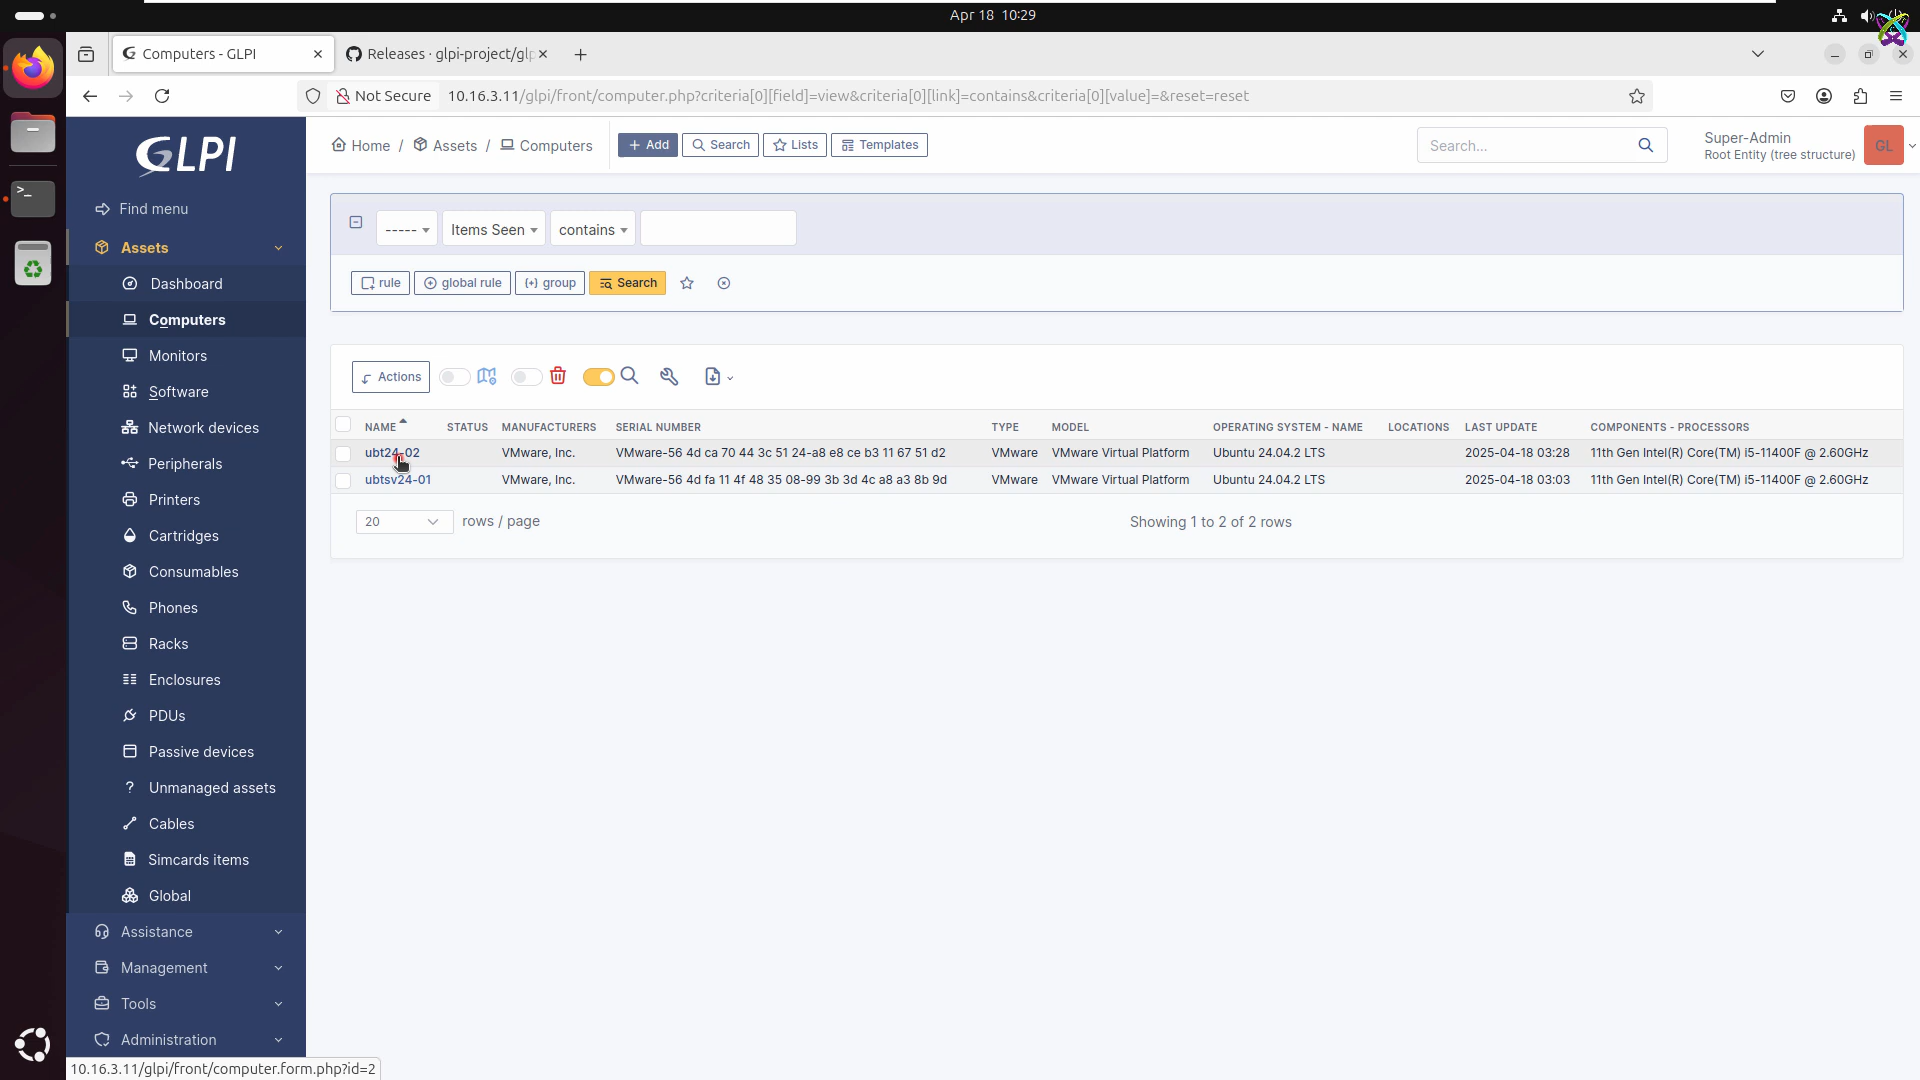 Apr 18 10:29
Computers - GLPI
Releases · glpi-project/glp
Not Secure
10.16.3.11/glpi/front/computer.php?criteria[0][field]=view&criteria[0][link]=contains&criteria[0][value]=&reset=reset
GLPI
Home / Assets / Computers
Add
Search
Lists
Templates
Search...
Super-Admin
Root Entity (tree structure)
GL
Find menu
Assets
Dashboard
Computers
Monitors
Software
Network devices
Peripherals
Printers
Cartridges
Consumables
Phones
Racks
Enclosures
PDUs
Passive devices
Unmanaged assets
Cables
Simcards items
Global
Assistance
Management
Tools
Administration
----- Items Seen contains
rule global rule group Search
Actions
NAME STATUS MANUFACTURERS SERIAL NUMBER TYPE MODEL OPERATING SYSTEM - NAME LOCATIONS LAST UPDATE COMPONENTS - PROCESSORS
ubt24-02 VMware, Inc. VMware-56 4d ca 70 44 3c 51 24-a8 e8 ce b3 11 67 51 d2 VMware VMware Virtual Platform Ubuntu 24.04.2 LTS 2025-04-18 03:28 11th Gen Intel(R) Core(TM) i5-11400F @ 2.60GHz
ubtsv24-01 VMware, Inc. VMware-56 4d fa 11 4f 48 35 08-99 3b 3d 4c a8 a3 8b 9d VMware VMware Virtual Platform Ubuntu 24.04.2 LTS 2025-04-18 03:03 11th Gen Intel(R) Core(TM) i5-11400F @ 2.60GHz
20 rows / page
Showing 1 to 2 of 2 rows
10.16.3.11/glpi/front/computer.form.php?id=2